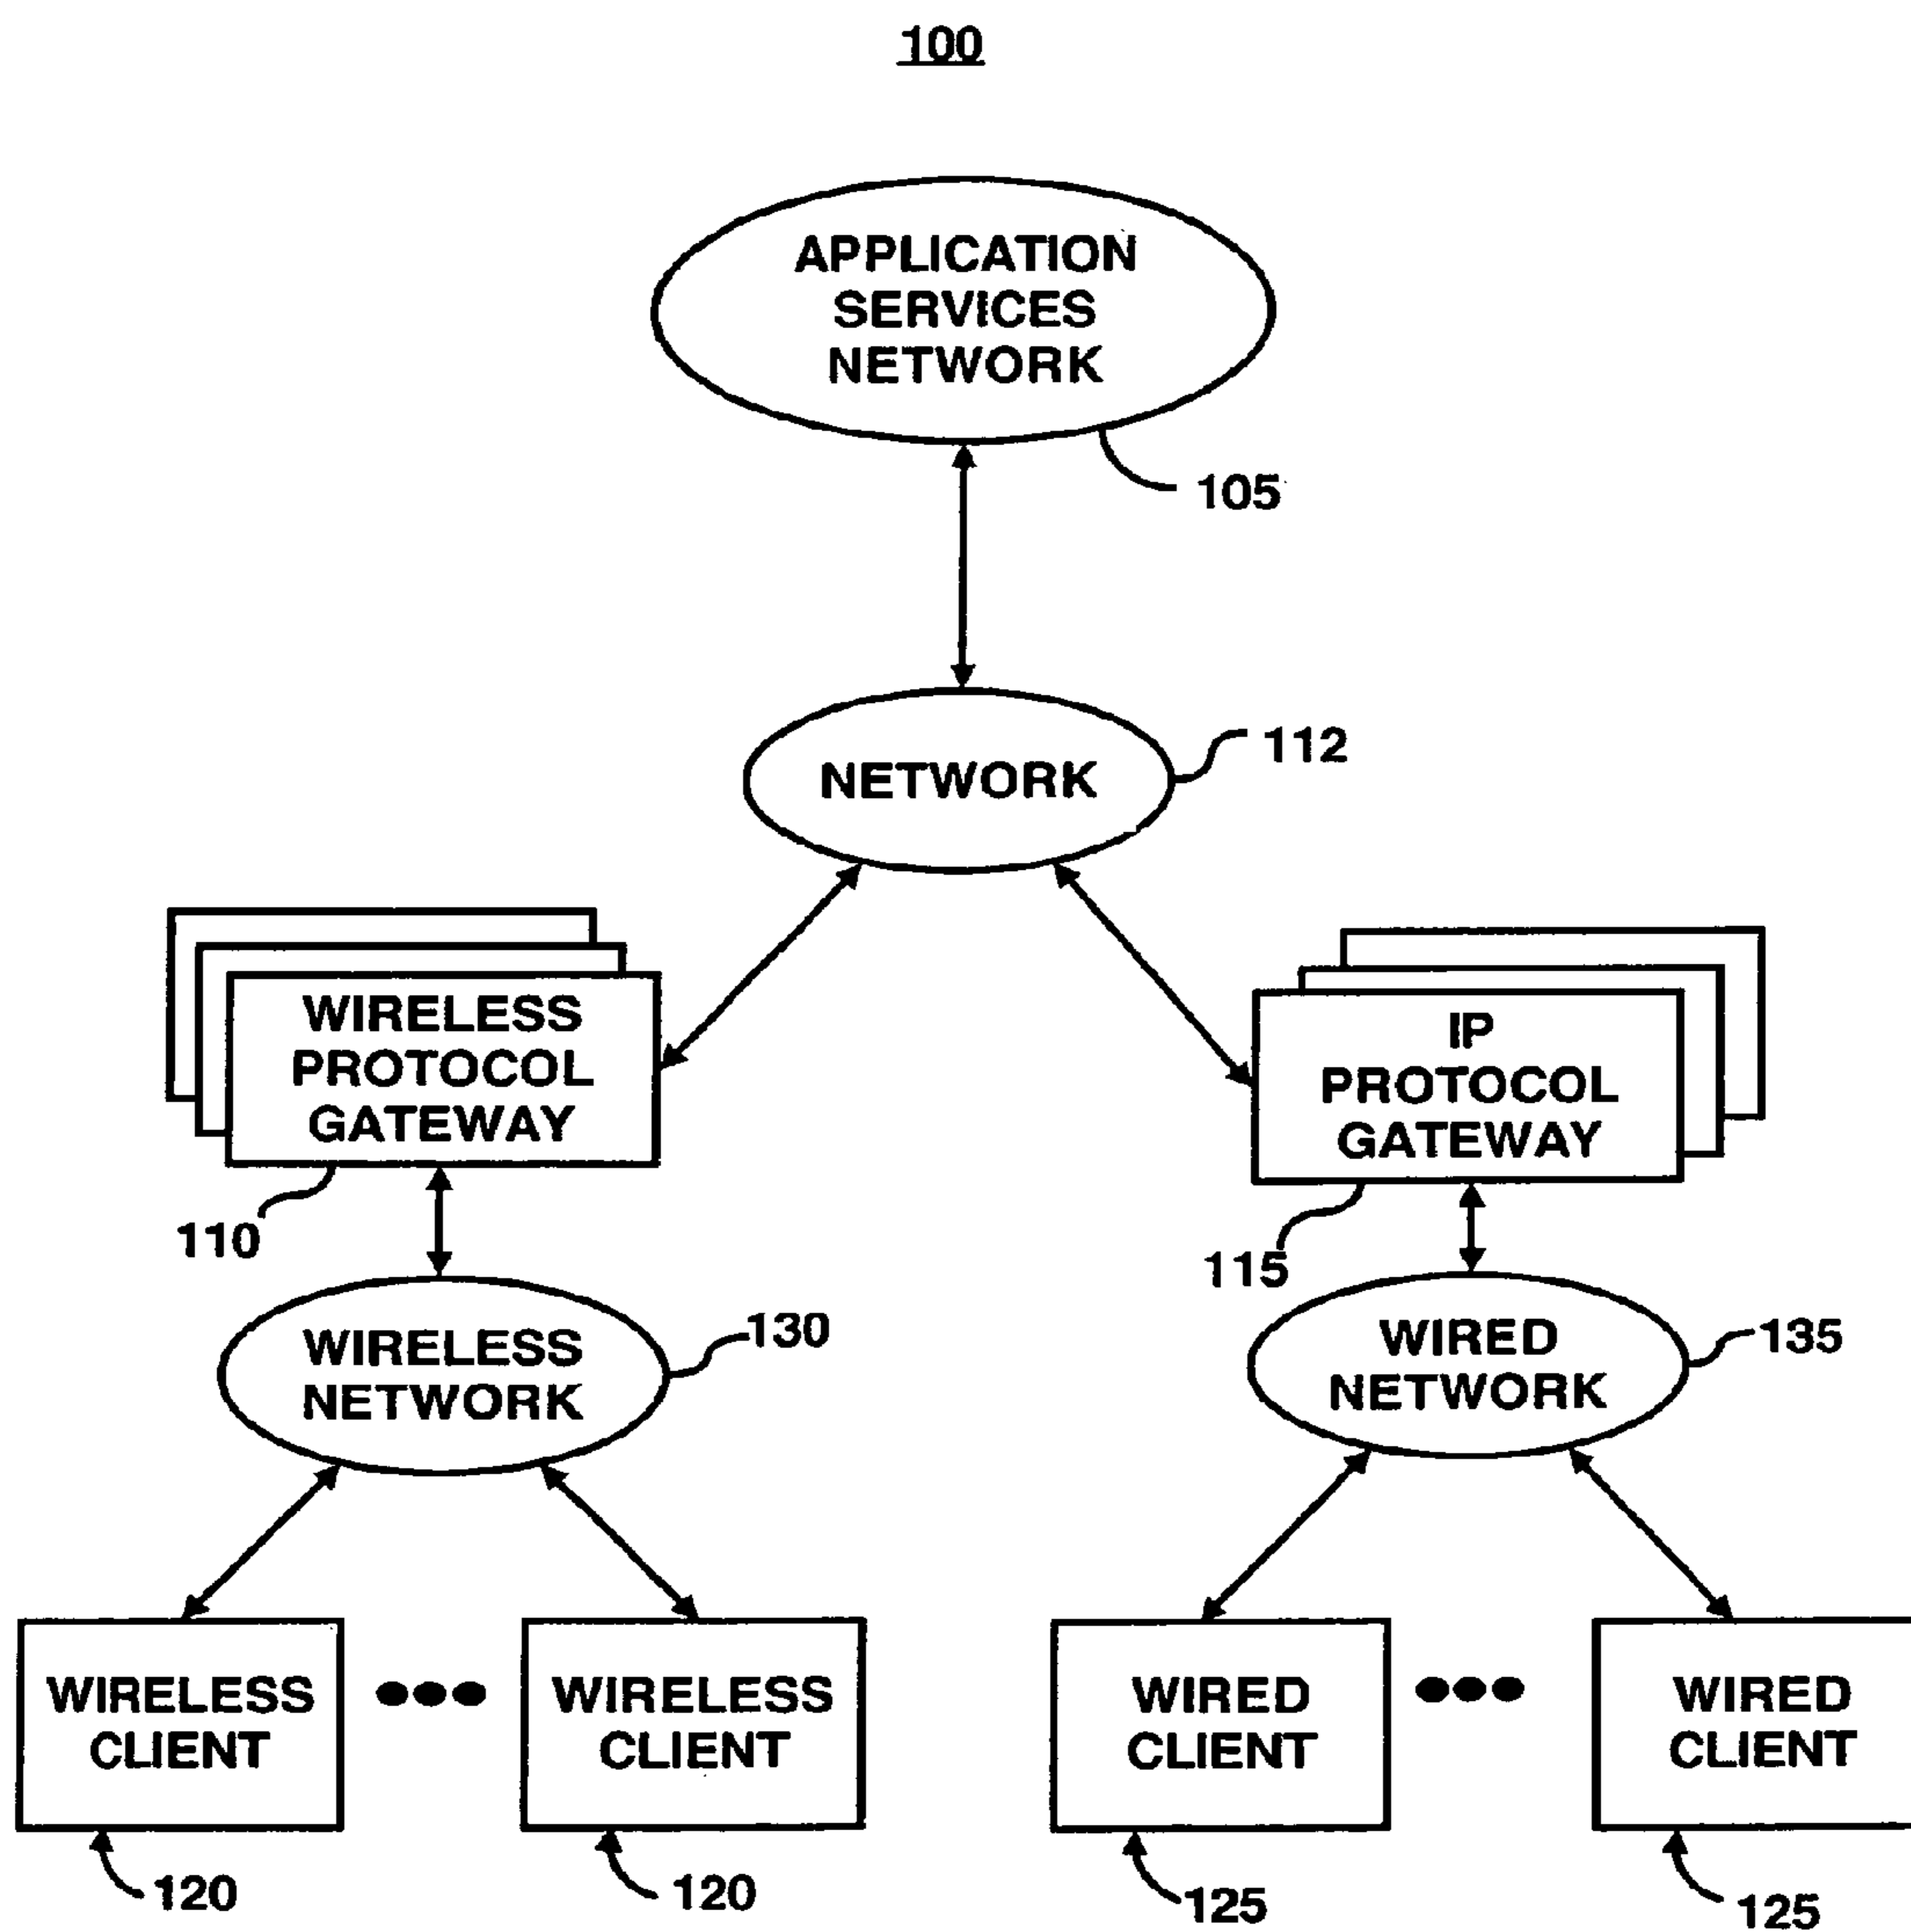 100
APPLICATION
SERVICES
NETWORK
105
NETWORK
112
WIRELESS
PROTOCOL
GATEWAY
110
IP
PROTOCOL
GATEWAY
115
WIRELESS
NETWORK
130
WIRED
NETWORK
135
WIRELESS
CLIENT
120
WIRELESS
CLIENT
120
WIRED
CLIENT
125
WIRED
CLIENT
125